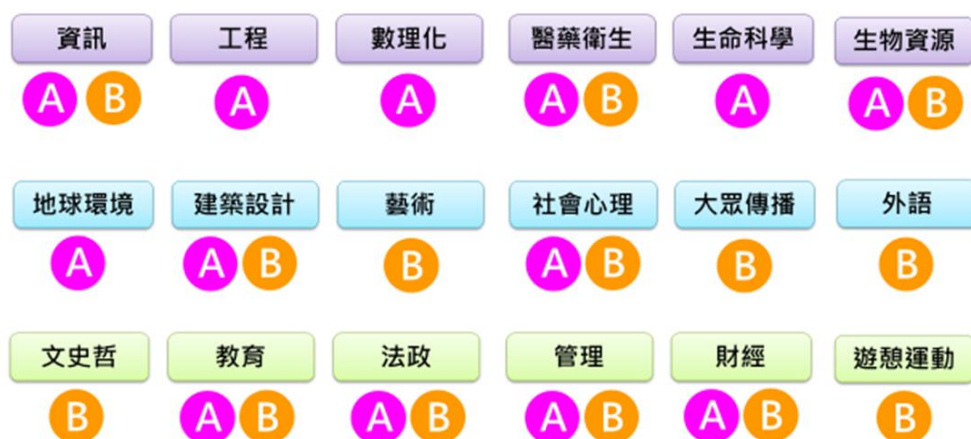 資訊 工程 數理化 醫藥衛生 生命科學 生物資源
A B A A A B A A B
地球環境 建築設計 藝術 社會心理 大眾傳播 外語
A A B B A B B B
文史哲 教育 法政 管理 財經 遊憩運動
B A B A B A B A B B